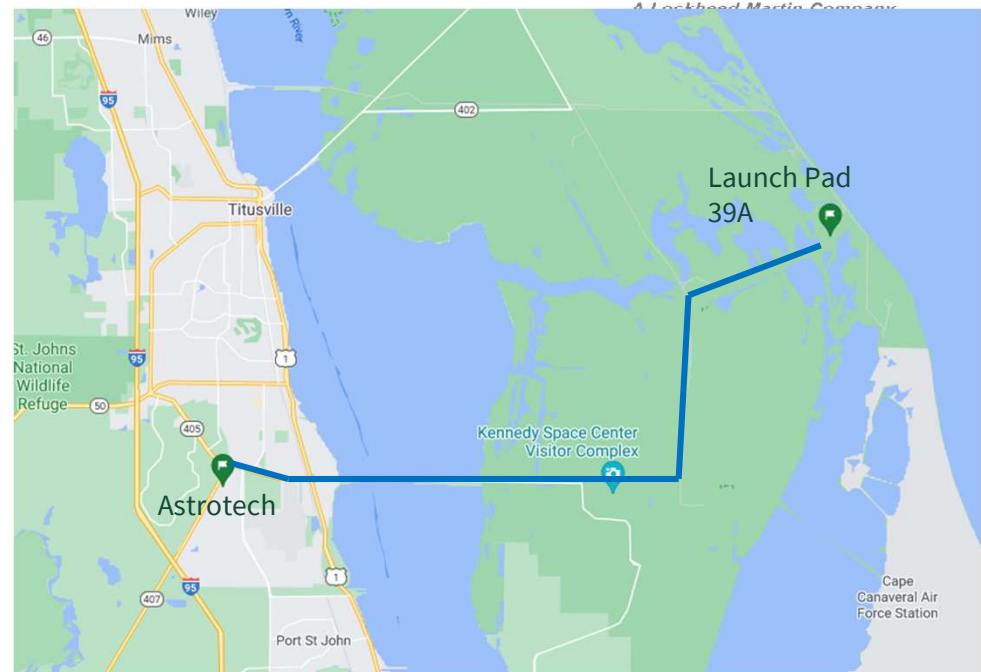 A Lockheed Martin Company
Wiley
46
Mims
River
95
402
Launch Pad
39A
Titusville
St. Johns
National
Wildlife
Refuge
95
1
50
405
Kennedy Space Center
Visitor Complex
Astrotech
95
1
407
Cape
Canaveral Air
Force Station
Port St John